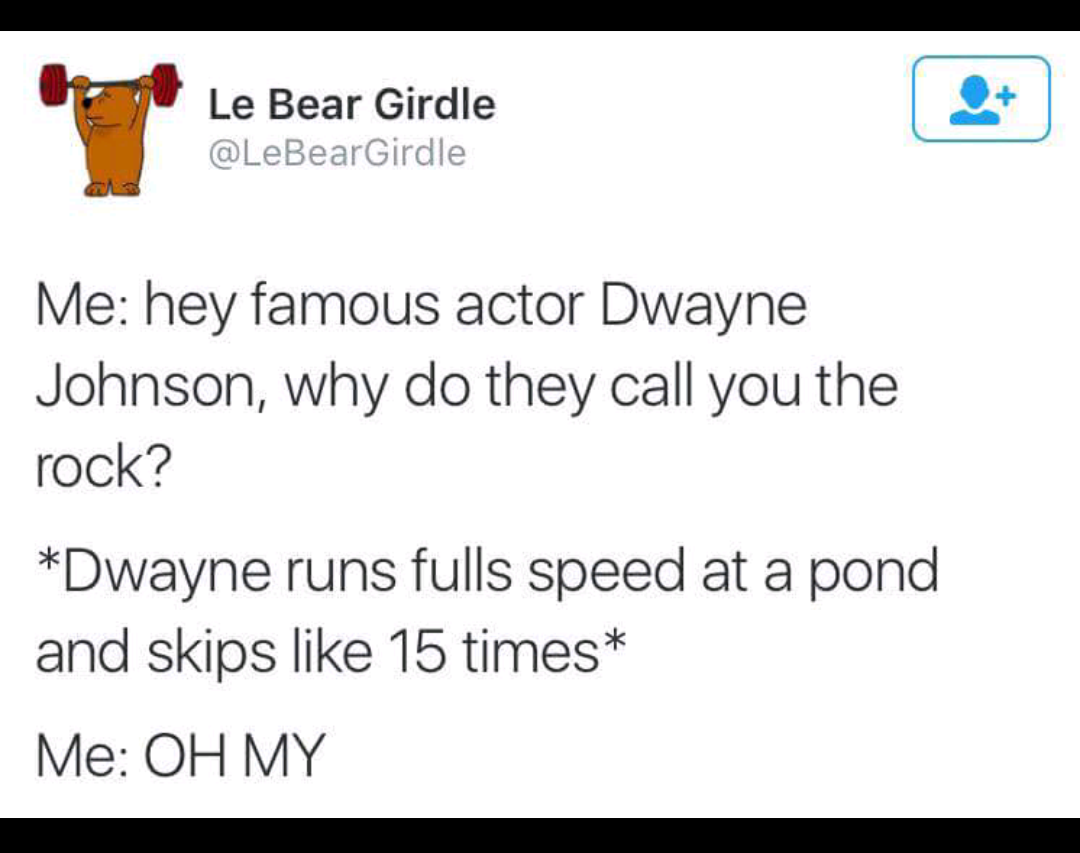 Le Bear Girdle
@LeBearGirdle
Me: hey famous actor Dwayne
Johnson, why do they call you the
rock?
*Dwayne runs fulls speed at a pond
and skips like 15 times*
Me: OH MY